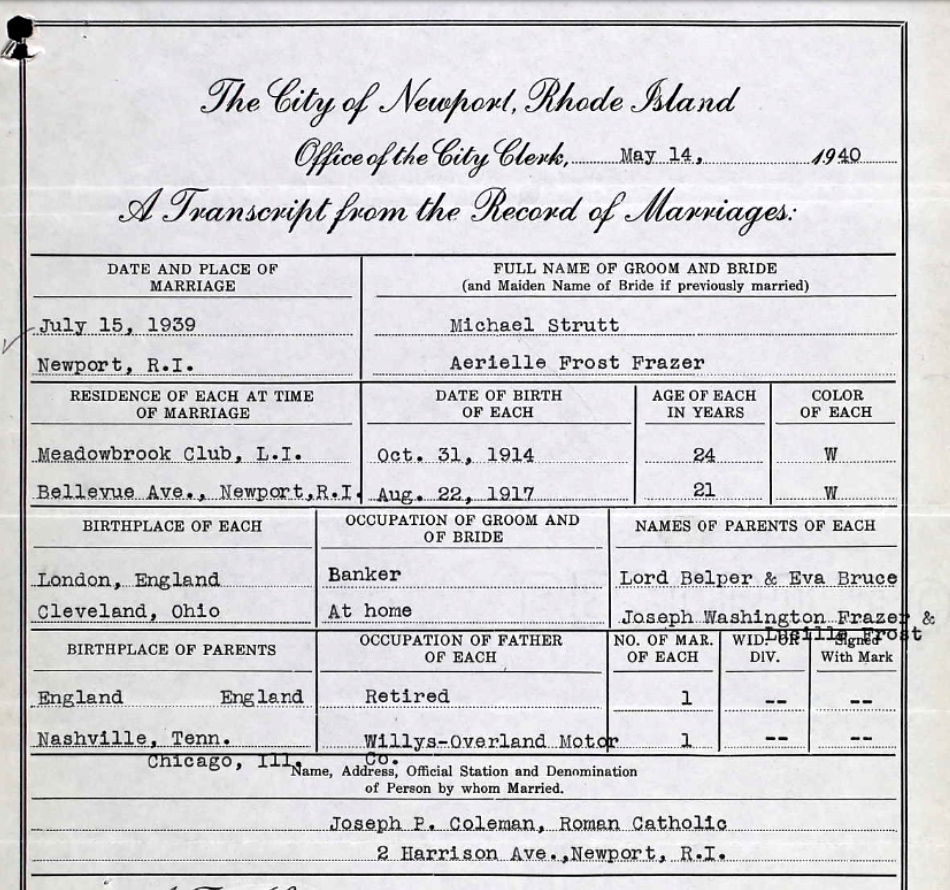 The City of Newport, Rhode Island
Office of the City Clerk, May 14, 1940
A Transcript from the Record of Marriages:
DATE AND PLACE OF MARRIAGE
FULL NAME OF GROOM AND BRIDE
(and Maiden Name of Bride if previously married)
July 15, 1939 Michael Strutt
Newport, R.I. Aerielle Frost Frazer
RESIDENCE OF EACH AT TIME OF MARRIAGE
DATE OF BIRTH OF EACH
AGE OF EACH IN YEARS
COLOR OF EACH
Meadowbrook Club, L.I. Oct. 31, 1914 24 W
Bellevue Ave., Newport,R.I. Aug. 22, 1917 21 W
BIRTHPLACE OF EACH
OCCUPATION OF GROOM AND OF BRIDE
NAMES OF PARENTS OF EACH
London, England Banker Lord Belper & Eva Bruce
Cleveland, Ohio At home Joseph Washington Frazer &
Lucille Frost
BIRTHPLACE OF PARENTS
OCCUPATION OF FATHER OF EACH
NO. OF MAR. OF EACH
WID. OR DIV.
Signed With Mark
England England Retired 1 -- --
Nashville, Tenn. Willys-Overland Motor 1 -- --
Chicago, Ill. Co.
Name, Address, Official Station and Denomination
of Person by whom Married.
Joseph P. Coleman, Roman Catholic
2 Harrison Ave.,Newport, R.I.